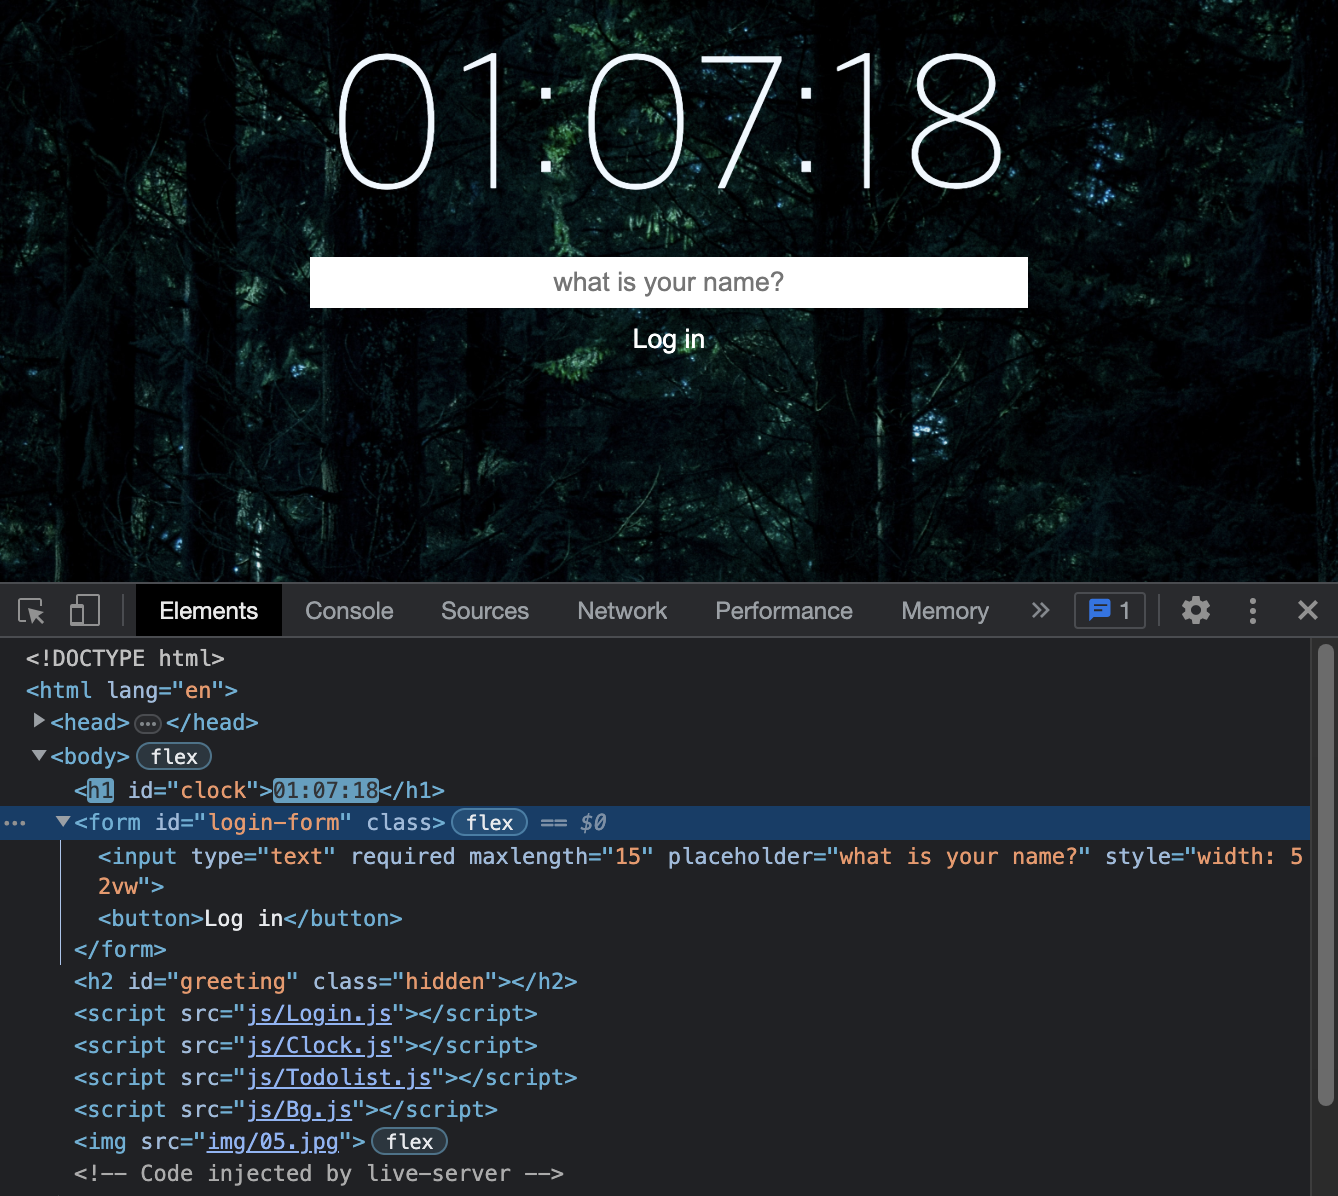 01:07:18
what is your name?
Log in
Elements Console Sources Network Performance Memory » 1
<!DOCTYPE html>
<html lang="en">
<head>…</head>
<body> flex
<h1 id="clock">01:07:18</h1>
<form id="login-form" class> flex == $0
<input type="text" required maxlength="15" placeholder="what is your name?" style="width: 5
2vw">
<button>Log in</button>
</form>
<h2 id="greeting" class="hidden"></h2>
<script src="js/Login.js"></script>
<script src="js/Clock.js"></script>
<script src="js/Todolist.js"></script>
<script src="js/Bg.js"></script>
<img src="img/05.jpg"> flex
<!-- Code injected by live-server -->